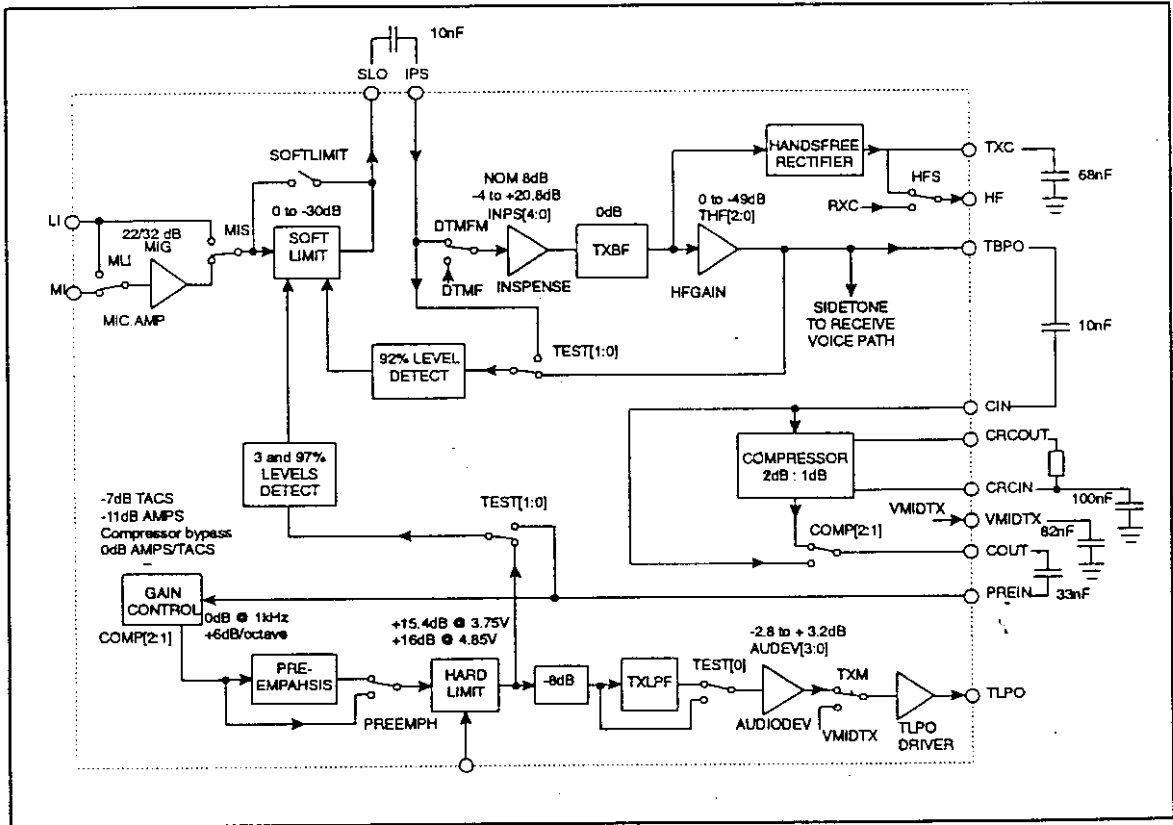 10nF
SLO IPS
SOFTLIMIT
0 to -30dB
SOFT
LIMIT
LI
22/32 dB
MIG
MIS
MLI
MI
MIC AMP
NOM 8dB
-4 to +20.8dB
INPS[4:0]
DTMFM
DTMF
INSPENSE
0dB
TXBF
HANDSFREE
RECTIFIER
0 to -49dB
THF[2:0]
HFGAIN
TXC
68nF
HFS
HF
RXC
TBPO
SIDETONE
TO RECEIVE
VOICE PATH
10nF
92% LEVEL
DETECT
TEST[1:0]
CIN
COMPRESSOR
2dB : 1dB
CRCOUT
CRCIN
100nF
VMIDTX
VMIDTX
82nF
COMP[2:1]
COUT
33nF
PREIN
3 and 97%
LEVELS
DETECT
TEST[1:0]
-7dB TACS
-11dB AMPS
Compressor bypass
0dB AMPS/TACS
GAIN
CONTROL
COMP[2:1]
0dB @ 1kHz
+6dB/octave
PRE-
EMPAHSIS
PREEMPH
+15.4dB @ 3.75V
+16dB @ 4.85V
HARD
LIMIT
-8dB
TXLPF
TEST[0]
-2.8 to + 3.2dB
AUDEV[3:0]
AUDIODEV
TXM
VMIDTX
TLPO
DRIVER
TLPO